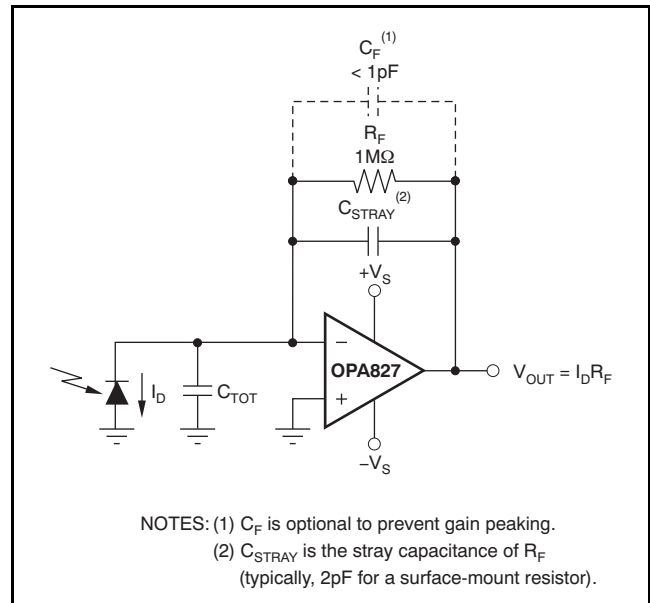 C_F (1)
< 1pF
R_F
1MΩ
C_STRAY (2)
+V_S
−
OPA827
+
−V_S
I_D
C_TOT
V_OUT = I_D R_F
NOTES: (1) C_F is optional to prevent gain peaking.
(2) C_STRAY is the stray capacitance of R_F
(typically, 2pF for a surface-mount resistor).